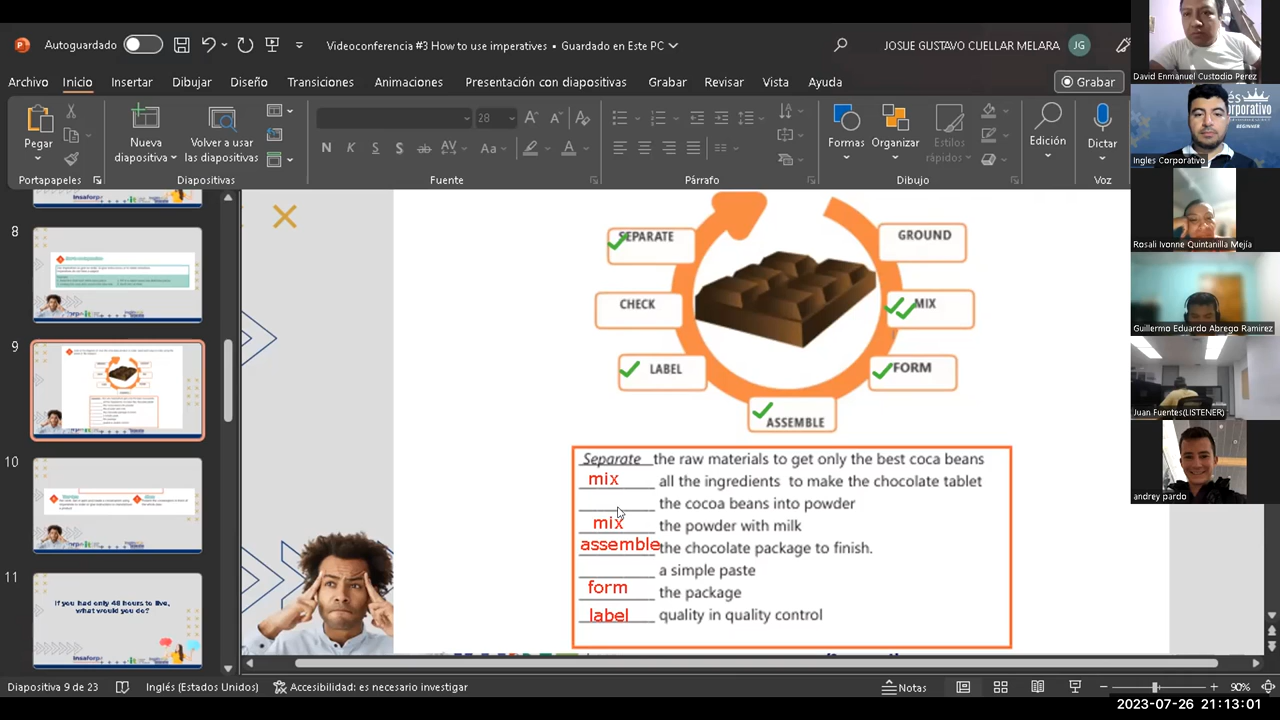 Autoguardado
Videoconferencia #3 How to use imperatives • Guardado en Este PC
JOSUE GUSTAVO CUELLAR MELARA
JG
Archivo Inicio Insertar Dibujar Diseño Transiciones Animaciones Presentación con diapositivas Grabar Revisar Vista Ayuda
Grabar
Pegar
Nueva diapositiva
Volver a usar las diapositivas
28
N K S S ab AV Aa A
Formas
Organizar
Estilos rápidos
Edición
Dictar
Portapapeles
Diapositivas
Fuente
Párrafo
Dibujo
Voz
8
9
10
11
If you had only 48 hours to live,
what would you do?
SEPARATE
GROUND
CHECK
MIX
LABEL
FORM
ASSEMBLE
Separate the raw materials to get only the best coca beans
mix all the ingredients to make the chocolate tablet
the cocoa beans into powder
mix the powder with milk
assemble the chocolate package to finish.
a simple paste
form the package
label quality in quality control
David Enmanuel Custodio Perez
és
corporativo
BEGINNER
Ingles Corporativo
Rosali Ivonne Quintanilla Mejía
Guillermo Eduardo Abrego Ramirez
Juan Fuentes(LISTENER)
andrey pardo
Diapositiva 9 de 23
Inglés (Estados Unidos)
Accesibilidad: es necesario investigar
Notas
90%
2023-07-26 21:13:01